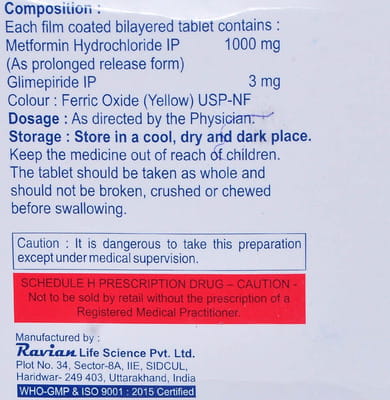 Composition :
Each film coated bilayered tablet contains :
Metformin Hydrochloride IP 1000 mg
(As prolonged release form)
Glimepiride IP 3 mg
Colour : Ferric Oxide (Yellow) USP-NF
Dosage : As directed by the Physician.
Storage : Store in a cool, dry and dark place.
Keep the medicine out of reach of children.
The tablet should be taken as whole and
should not be broken, crushed or chewed
before swallowing.
Caution : It is dangerous to take this preparation
except under medical supervision.
SCHEDULE H PRESCRIPTION DRUG – CAUTION -
Not to be sold by retail without the prescription of a
Registered Medical Practitioner.
Manufactured by :
Ravian Life Science Pvt. Ltd.
Plot No. 34, Sector-8A, IIE, SIDCUL,
Haridwar- 249 403, Uttarakhand, India
WHO-GMP & ISO 9001 : 2015 Certified